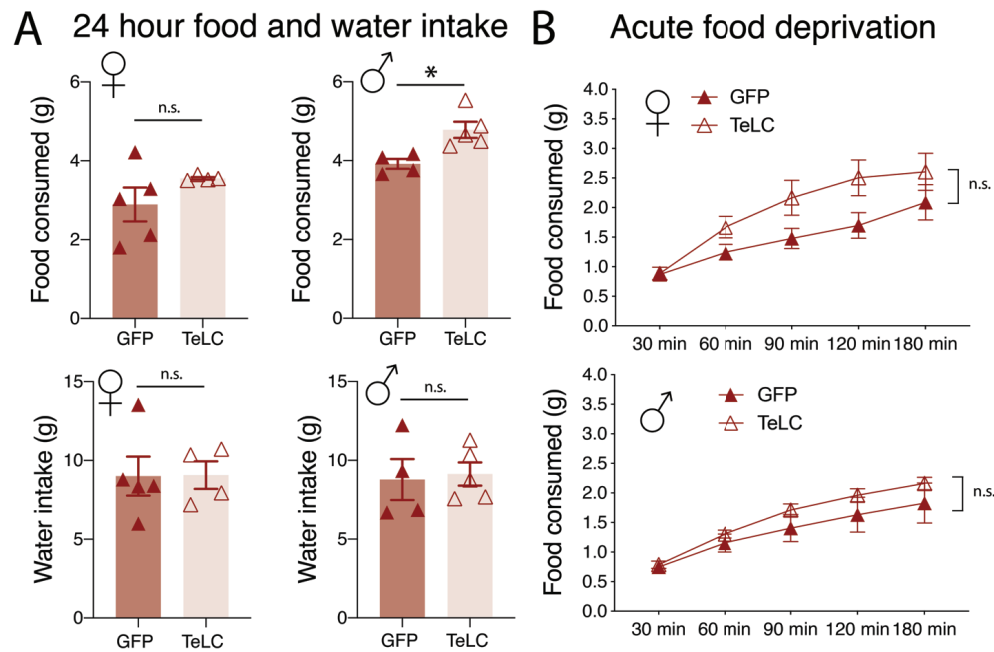 A 24 hour food and water intake
♀
n.s.
Food consumed (g)
6
4
2
0
GFP TeLC
♂
*
Food consumed (g)
6
4
2
0
GFP TeLC
♀
n.s.
Water intake (g)
15
10
5
0
GFP TeLC
♂
n.s.
Water intake (g)
15
10
5
0
GFP TeLC
B Acute food deprivation
♀
GFP
TeLC
Food consumed (g)
4.0
3.5
3.0
2.5
2.0
1.5
1.0
0.5
0.0
n.s.
30 min 60 min 90 min 120 min 180 min
♂
GFP
TeLC
Food consumed (g)
4.0
3.5
3.0
2.5
2.0
1.5
1.0
0.5
0.0
n.s.
30 min 60 min 90 min 120 min 180 min